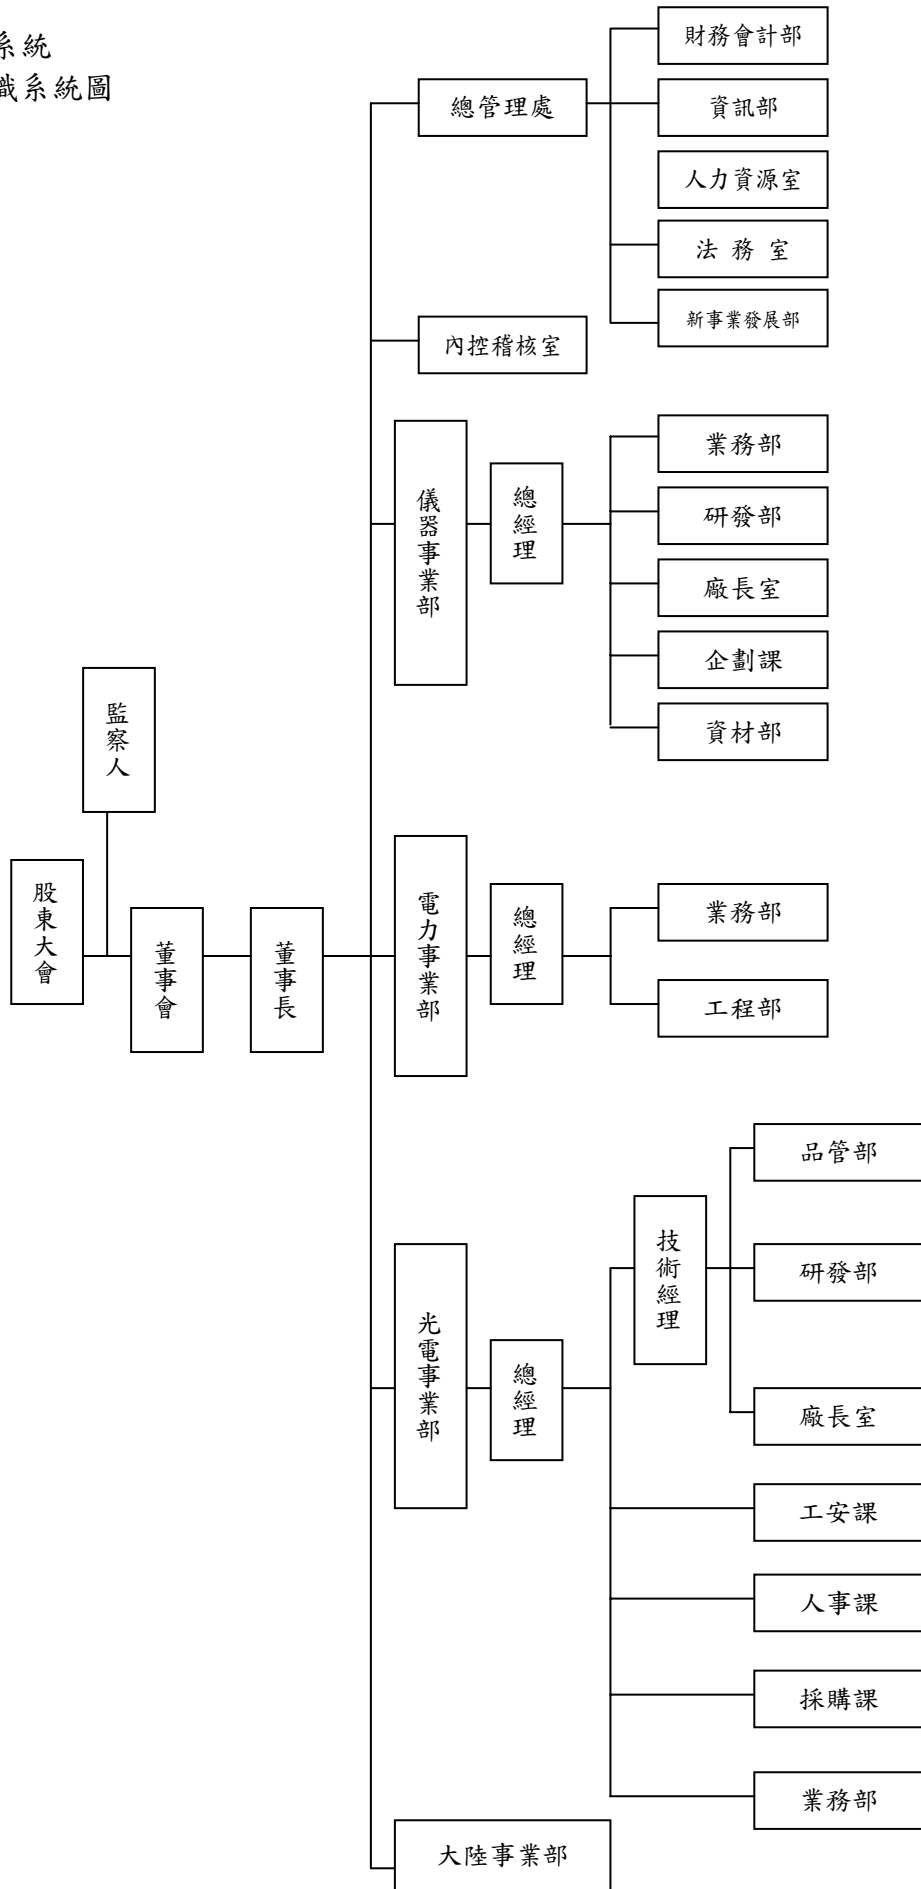 系統
織系統圖
財務會計部
總管理處
資訊部
人力資源室
法 務 室
新事業發展部
內控稽核室
儀器事業部
總經理
業務部
研發部
廠長室
企劃課
資材部
監察人
股東大會
董事會
董事長
電力事業部
總經理
業務部
工程部
光電事業部
總經理
技術經理
品管部
研發部
廠長室
工安課
人事課
採購課
業務部
大陸事業部